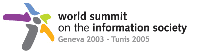 world summit
on the information society
Geneva 2003 - Tunis 2005